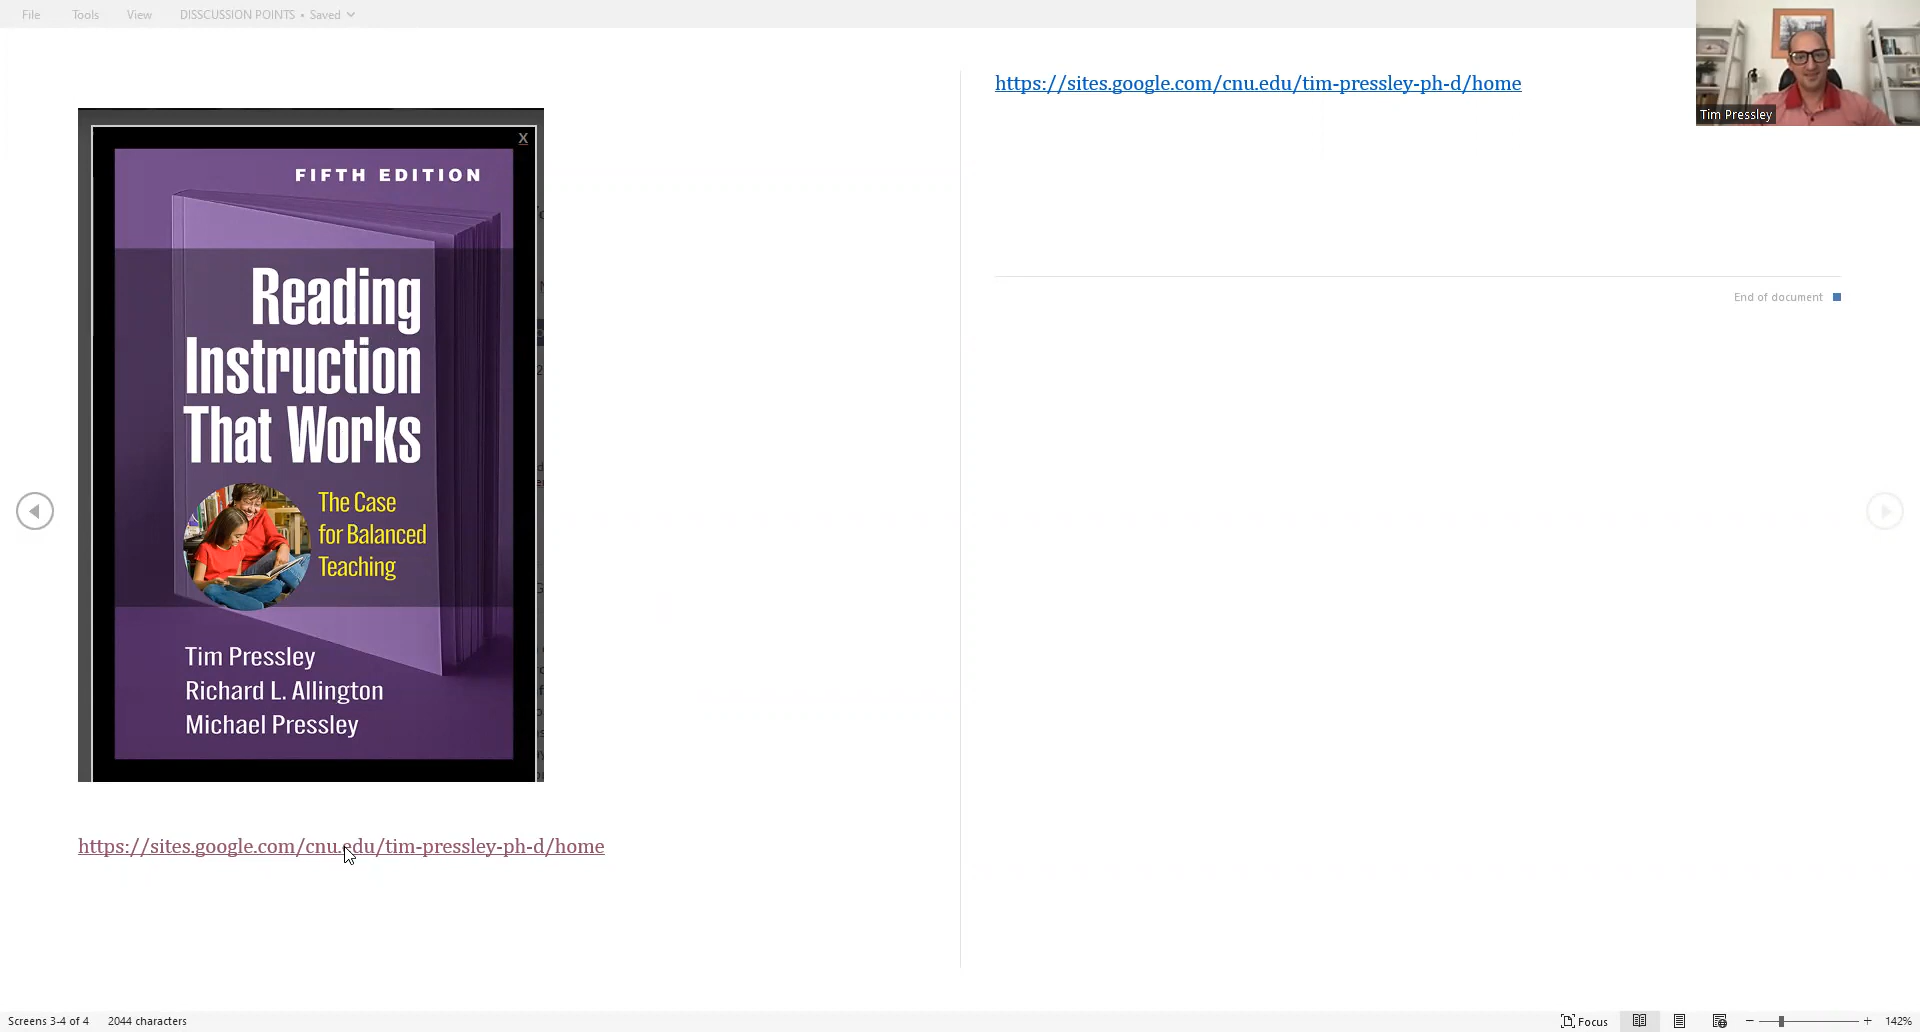 File Tools View DISSCUSSION POINTS • Saved
https://sites.google.com/cnu.edu/tim-pressley-ph-d/home
Tim Pressley
X
FIFTH EDITION
Reading
Instruction
That Works
The Case
for Balanced
Teaching
Tim Pressley
Richard L. Allington
Michael Pressley
https://sites.google.com/cnu.edu/tim-pressley-ph-d/home
End of document
Screens 3-4 of 4 2044 characters
Focus
142%